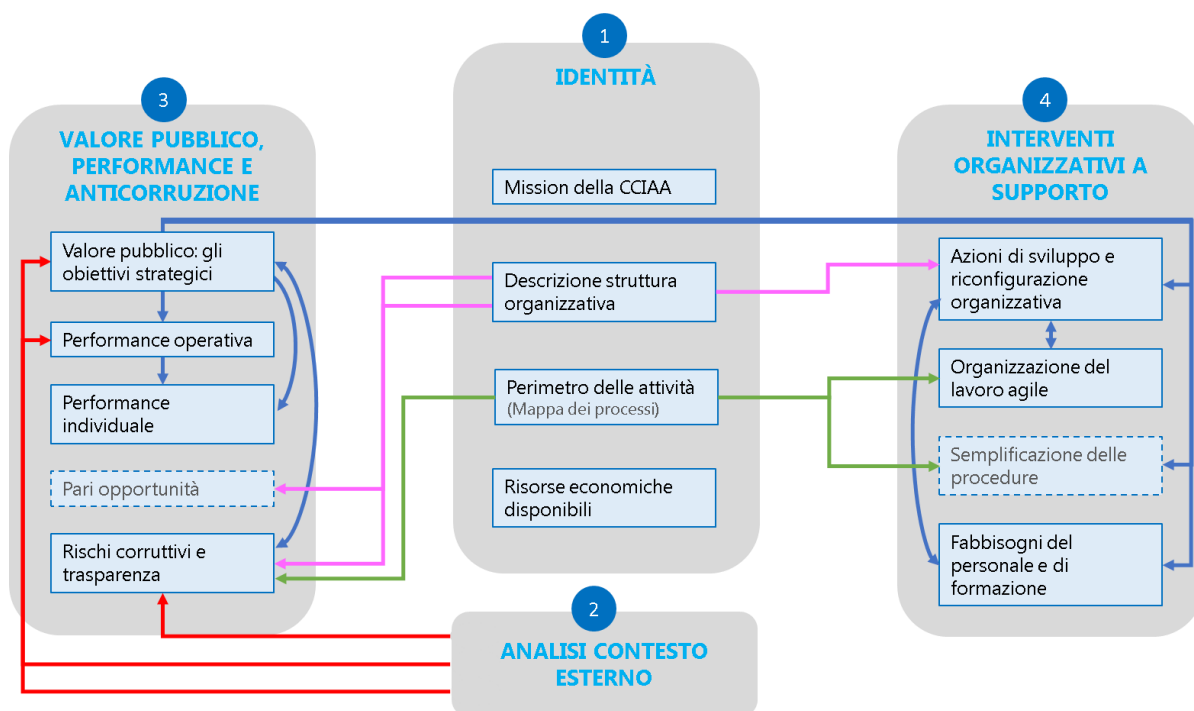 1
IDENTITÀ
Mission della CCIAA
Descrizione struttura
organizzativa
Perimetro delle attività
(Mappa dei processi)
Risorse economiche
disponibili
2
ANALISI CONTESTO
ESTERNO
3
VALORE PUBBLICO,
PERFORMANCE E
ANTICORRUZIONE
Valore pubblico: gli
obiettivi strategici
Performance operativa
Performance
individuale
Pari opportunità
Rischi corruttivi e
trasparenza
4
INTERVENTI
ORGANIZZATIVI A
SUPPORTO
Azioni di sviluppo e
riconfigurazione
organizzativa
Organizzazione del
lavoro agile
Semplificazione delle
procedure
Fabbisogni del
personale e di
formazione